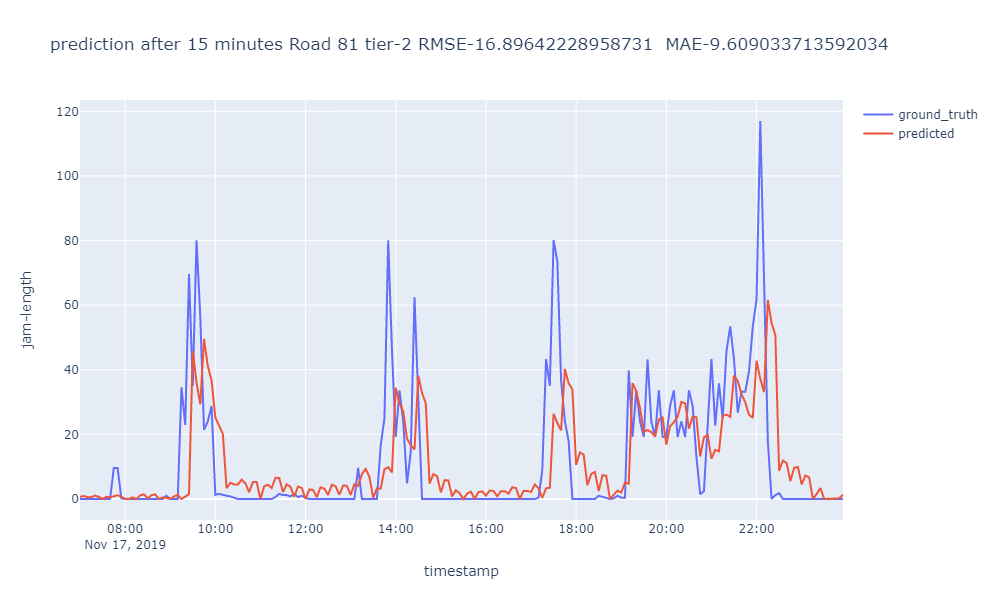 prediction after 15 minutes Road 81 tier-2 RMSE-16.89642228958731  MAE-9.609033713592034
ground_truth
predicted
120
100
80
60
40
20
0
jam-length
08:00 10:00 12:00 14:00 16:00 18:00 20:00 22:00
Nov 17, 2019
timestamp